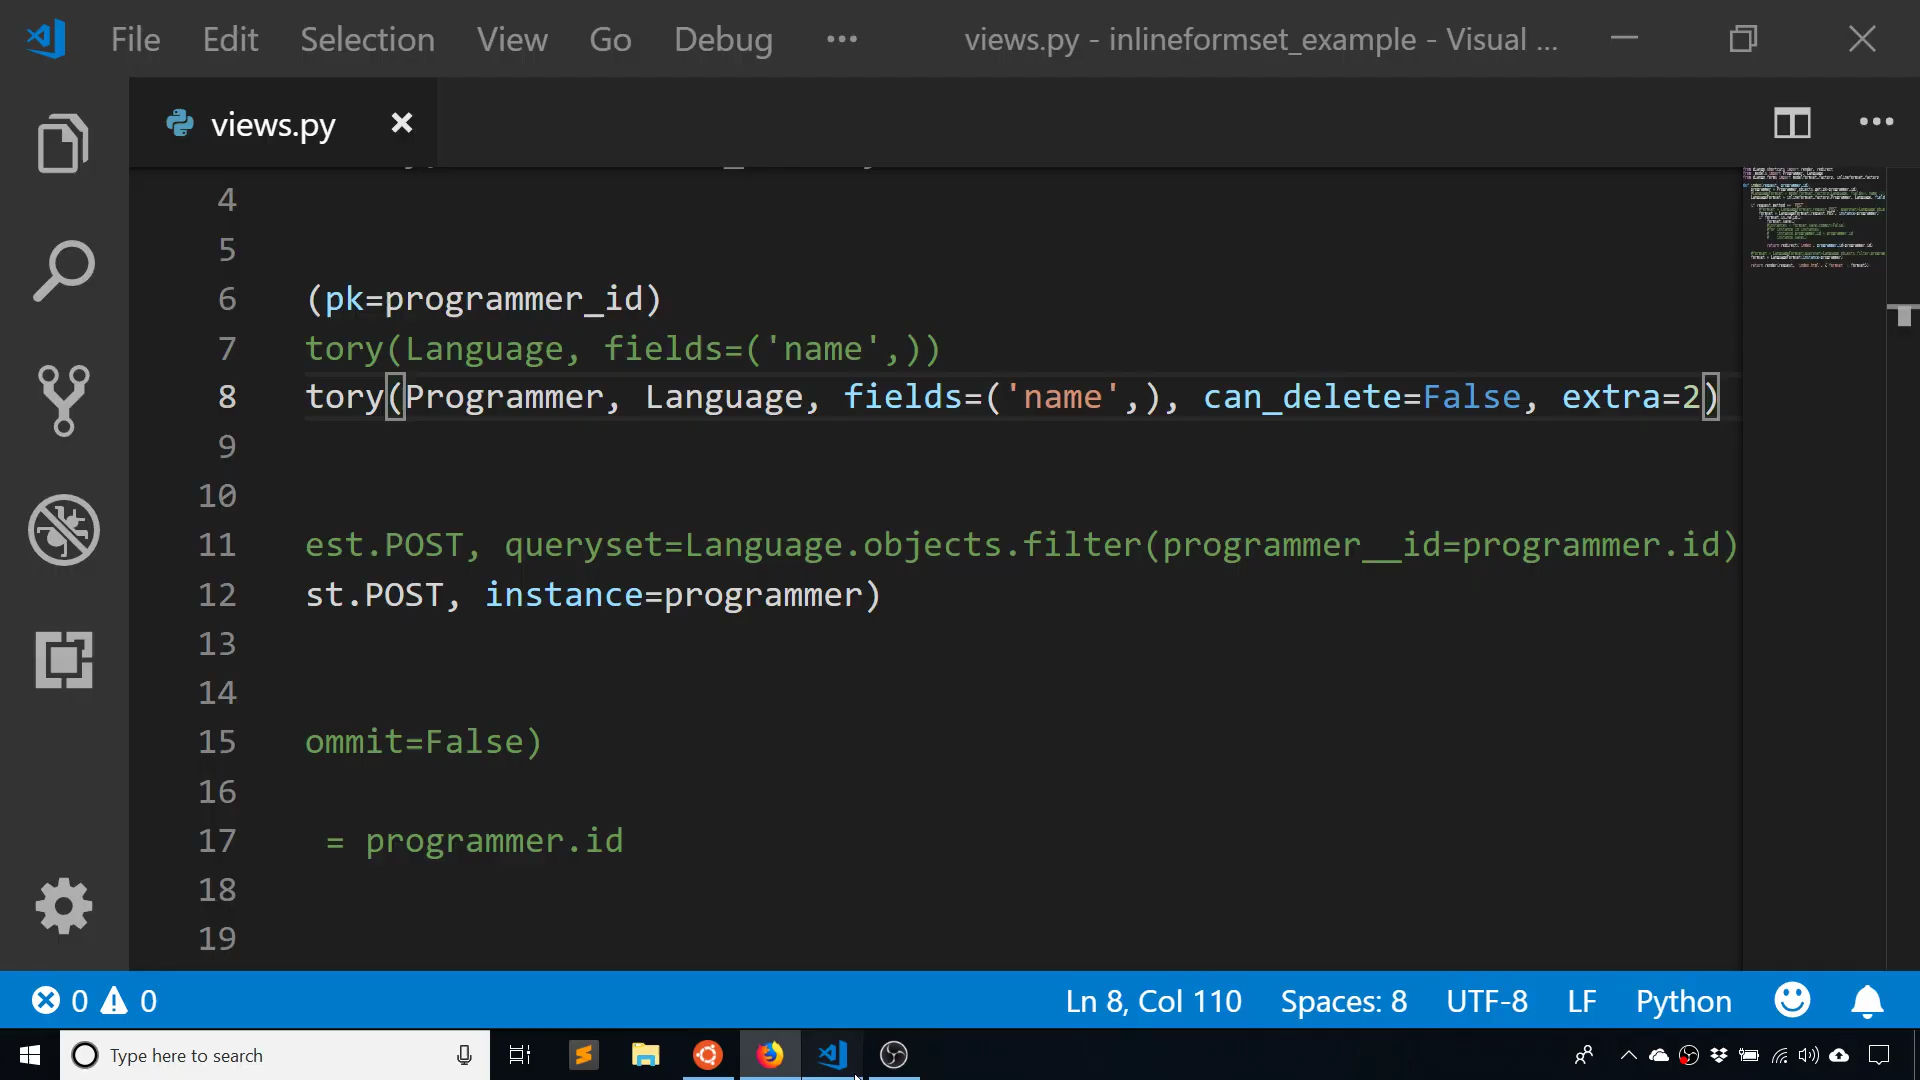 File Edit Selection View Go Debug ··· views.py - inlineformset_example - Visual ...
views.py
4
5
6 (pk=programmer_id)
7 tory(Language, fields=('name',))
8 tory(Programmer, Language, fields=('name',), can_delete=False, extra=2)
9
10
11 est.POST, queryset=Language.objects.filter(programmer__id=programmer.id)
12 st.POST, instance=programmer)
13
14
15 ommit=False)
16
17 = programmer.id
18
19
0 0 Ln 8, Col 110 Spaces: 8 UTF-8 LF Python
Type here to search